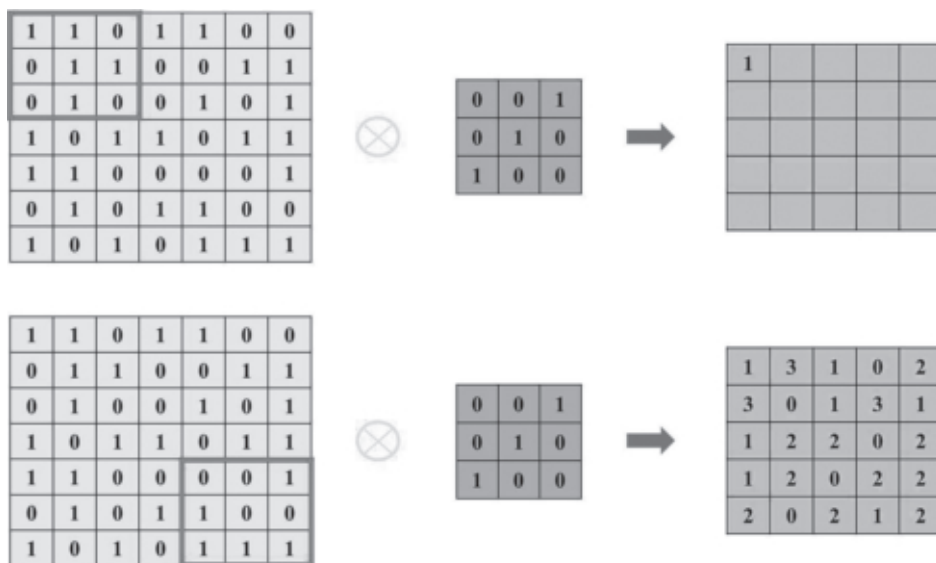 1 1 0 1 1 0 0
0 1 1 0 0 1 1
0 1 0 0 1 0 1
1 0 1 1 0 1 1
1 1 0 0 0 0 1
0 1 0 1 1 0 0
1 0 1 0 1 1 1
0 0 1
0 1 0
1 0 0
1
1 1 0 1 1 0 0
0 1 1 0 0 1 1
0 1 0 0 1 0 1
1 0 1 1 0 1 1
1 1 0 0 0 0 1
0 1 0 1 1 0 0
1 0 1 0 1 1 1
0 0 1
0 1 0
1 0 0
1 3 1 0 2
3 0 1 3 1
1 2 2 0 2
1 2 0 2 2
2 0 2 1 2